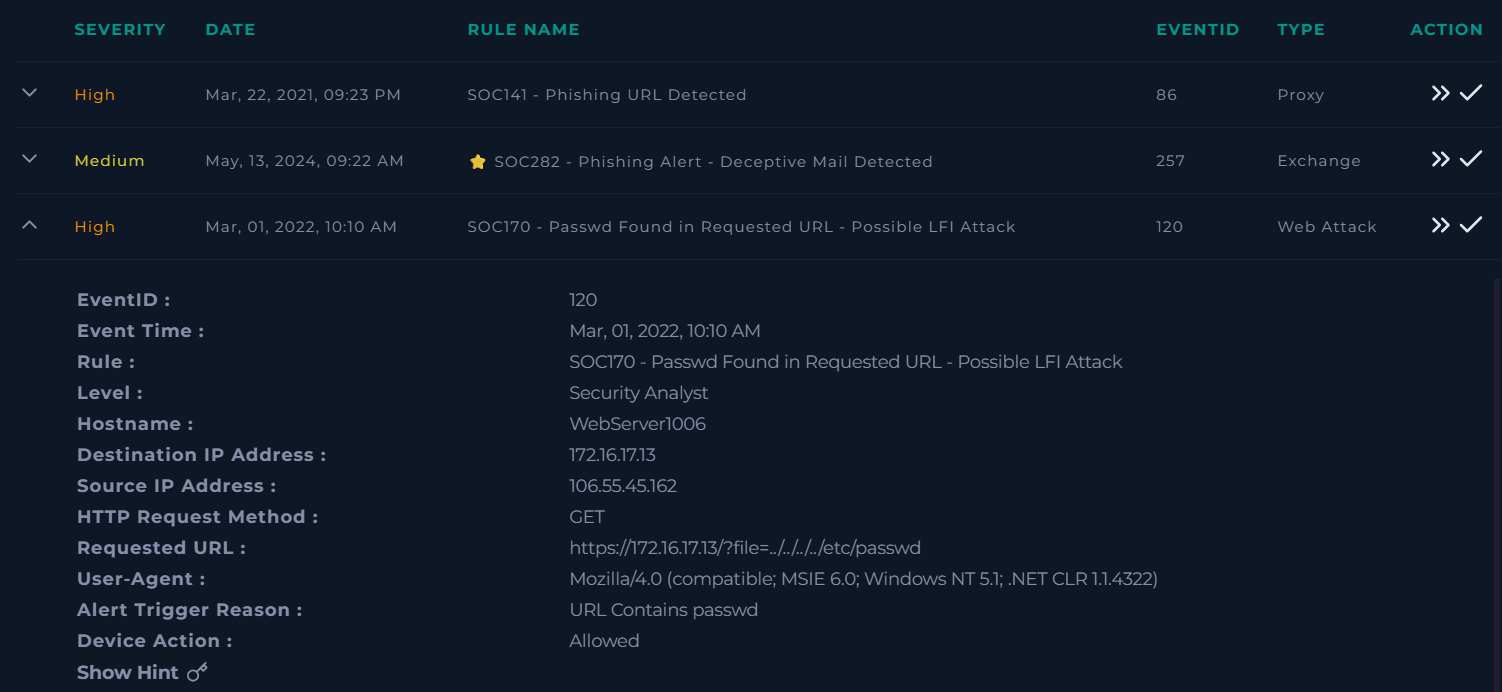 SEVERITY DATE RULE NAME EVENTID TYPE ACTION
High Mar, 22, 2021, 09:23 PM SOC141 - Phishing URL Detected 86 Proxy
Medium May, 13, 2024, 09:22 AM SOC282 - Phishing Alert - Deceptive Mail Detected 257 Exchange
High Mar, 01, 2022, 10:10 AM SOC170 - Passwd Found in Requested URL - Possible LFI Attack 120 Web Attack
EventID : 120
Event Time : Mar, 01, 2022, 10:10 AM
Rule : SOC170 - Passwd Found in Requested URL - Possible LFI Attack
Level : Security Analyst
Hostname : WebServer1006
Destination IP Address : 172.16.17.13
Source IP Address : 106.55.45.162
HTTP Request Method : GET
Requested URL : https://172.16.17.13/?file=../../../../etc/passwd
User-Agent : Mozilla/4.0 (compatible; MSIE 6.0; Windows NT 5.1; .NET CLR 1.1.4322)
Alert Trigger Reason : URL Contains passwd
Device Action : Allowed
Show Hint